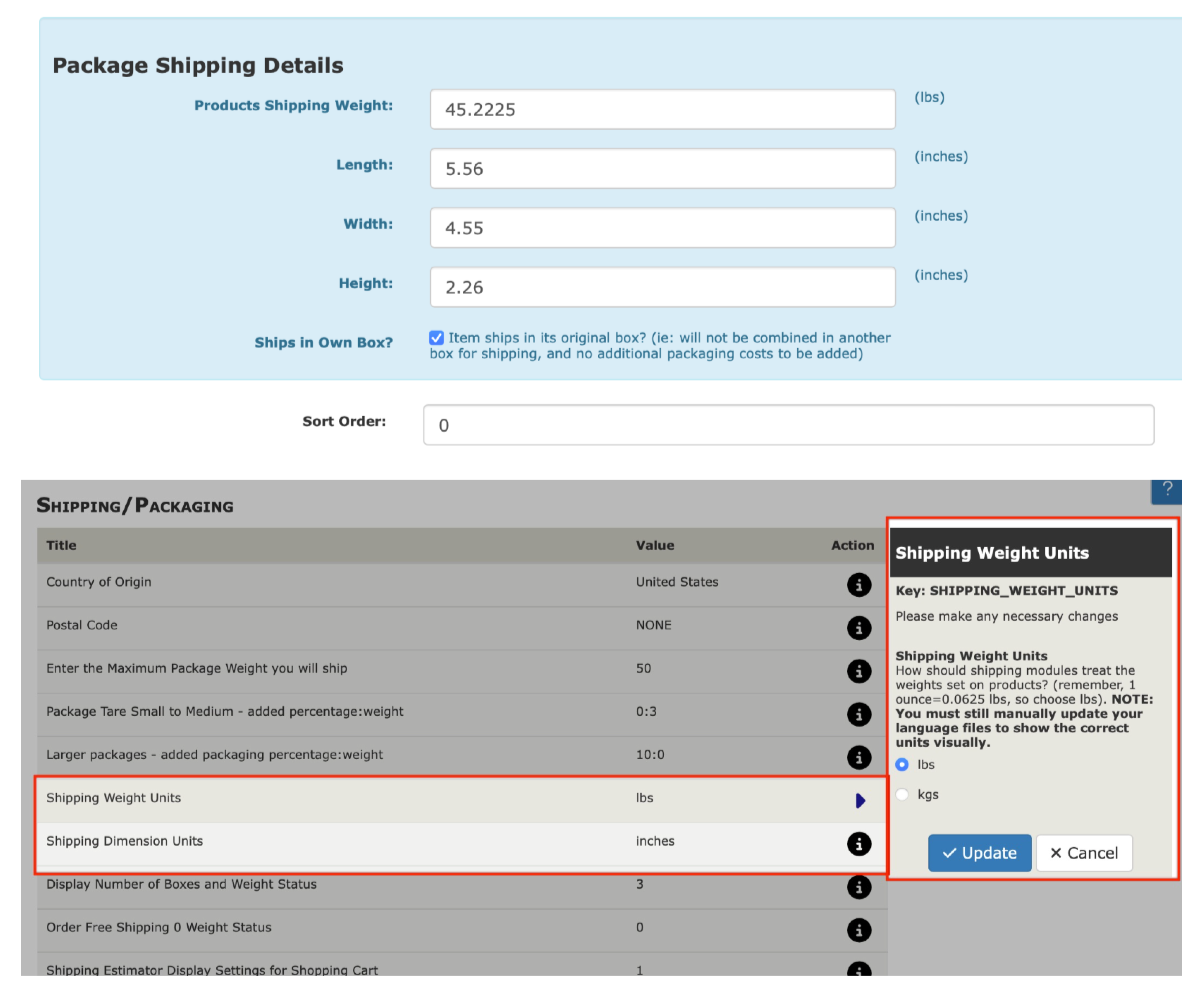 Package Shipping Details
Products Shipping Weight: 45.2225 (lbs)
Length: 5.56 (inches)
Width: 4.55 (inches)
Height: 2.26 (inches)
Ships in Own Box? Item ships in its original box? (ie: will not be combined in another
box for shipping, and no additional packaging costs to be added)
Sort Order: 0
?
Shipping/Packaging
Title Value Action
Country of Origin United States
Postal Code NONE
Enter the Maximum Package Weight you will ship 50
Package Tare Small to Medium - added percentage:weight 0:3
Larger packages - added packaging percentage:weight 10:0
Shipping Weight Units lbs
Shipping Dimension Units inches
Display Number of Boxes and Weight Status 3
Order Free Shipping 0 Weight Status 0
Shipping Estimator Display Settings for Shopping Cart 1
Shipping Weight Units
Key: SHIPPING_WEIGHT_UNITS
Please make any necessary changes
Shipping Weight Units
How should shipping modules treat the
weights set on products? (remember, 1
ounce=0.0625 lbs, so choose lbs). NOTE:
You must still manually update your
language files to show the correct
units visually.
lbs
kgs
Update Cancel